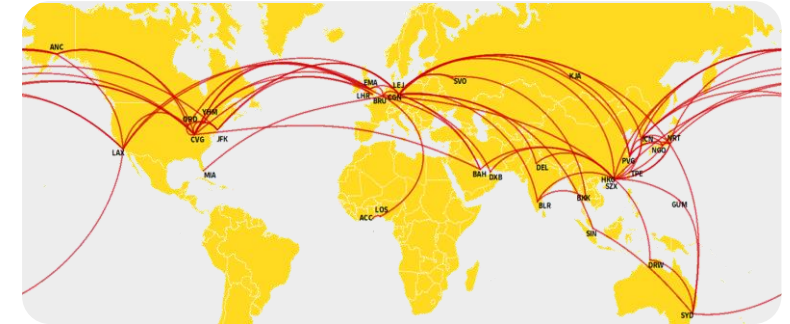 ANC
KJA
SVO
EMA
LEJ
LHR
BRU
CGN
YHM
ORD
CVG
JFK
LAX
MIA
ICN
NRT
NGO
PVG
HKG
TPE
SZX
DEL
BAH
DXB
BLR
BKK
GUM
LOS
ACC
SIN
DRW
SYD